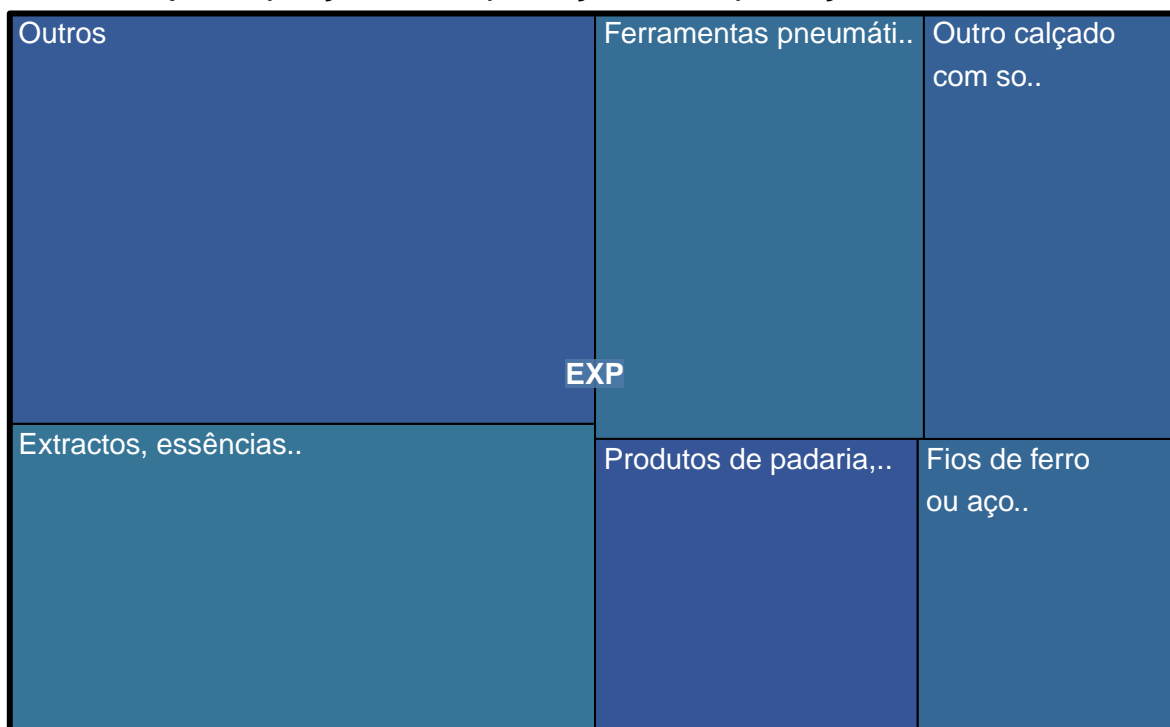 Outros
Ferramentas pneumáti..
Outro calçado
com so..
EXP
Extractos, essências..
Produtos de padaria,..
Fios de ferro
ou aço..